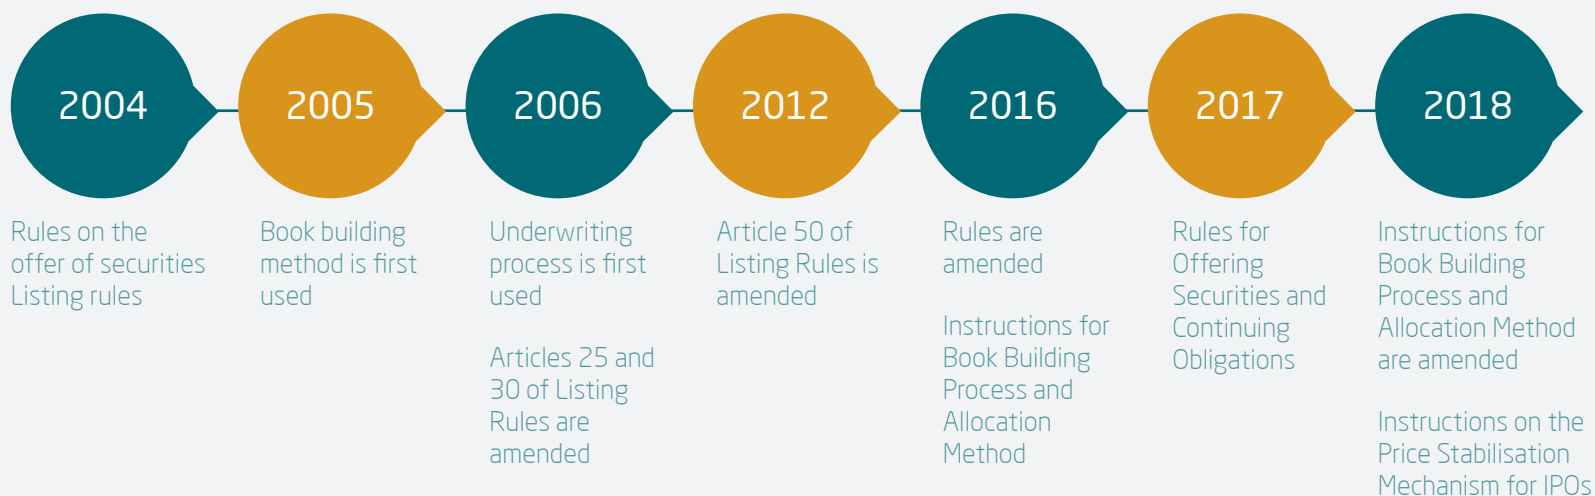 2004
2005
2006
2012
2016
2017
2018
Rules on the
offer of securities
Listing rules
Book building
method is first
used
Underwriting
process is first
used
Articles 25 and
30 of Listing
Rules are
amended
Article 50 of
Listing Rules is
amended
Rules are
amended
Instructions for
Book Building
Process and
Allocation
Method
Rules for
Offering
Securities and
Continuing
Obligations
Instructions for
Book Building
Process and
Allocation Method
are amended
Instructions on the
Price Stabilisation
Mechanism for IPOs